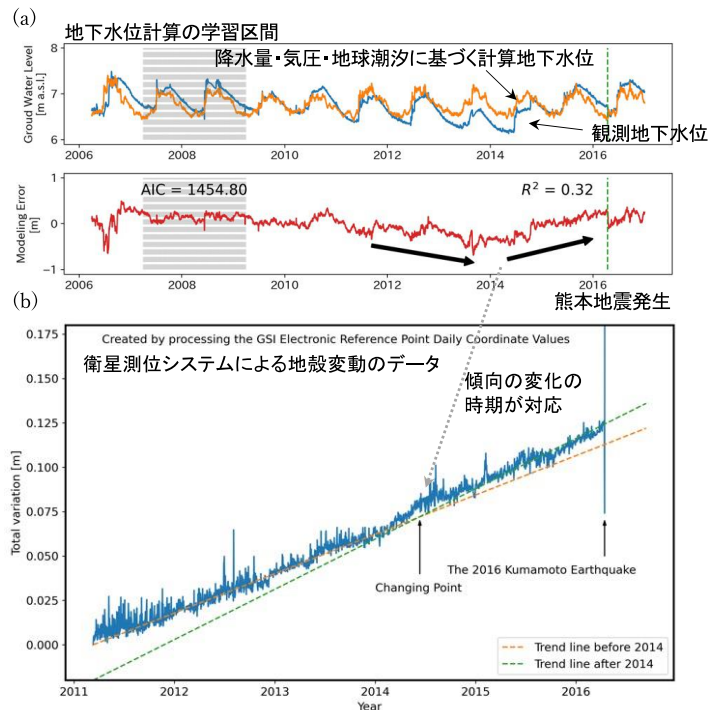 (a)
地下水位計算の学習区間
降水量・気圧・地球潮汐に基づく計算地下水位
観測地下水位
Groud Water Level
[m a.s.l.]
8
7
6
2006 2008 2010 2012 2014 2016
AIC = 1454.80
R² = 0.32
Modeling Error
[m]
1
0
−1
2006 2008 2010 2012 2014 2016
熊本地震発生
(b)
Created by processing the GSI Electronic Reference Point Daily Coordinate Values
衛星測位システムによる地殻変動のデータ
傾向の変化の
時期が対応
Total variation [m]
0.175
0.150
0.125
0.100
0.075
0.050
0.025
0.000
Changing Point
The 2016 Kumamoto Earthquake
Trend line before 2014
Trend line after 2014
2011 2012 2013 2014 2015 2016
Year